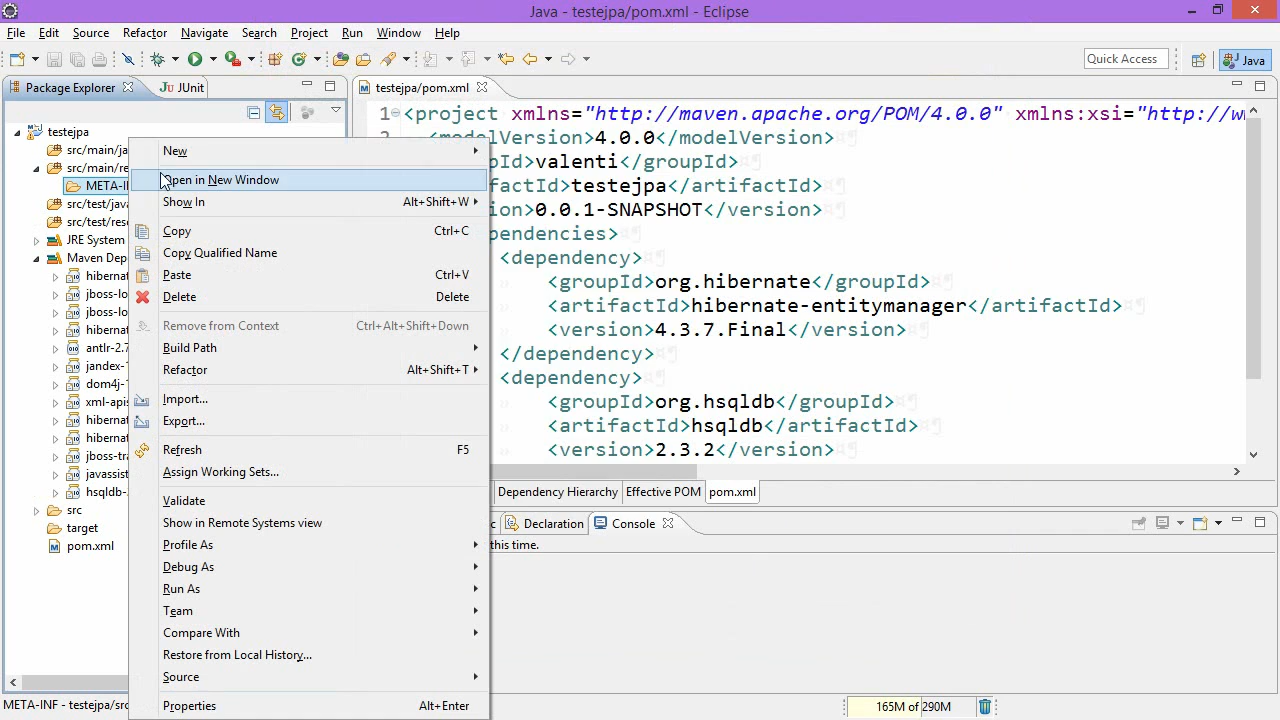 Java - testejpa/pom.xml - Eclipse
File Edit Source Refactor Navigate Search Project Run Window Help
Quick Access
Java
Package Explorer
JUnit
testejpa/pom.xml
testejpa
src/main/ja
src/main/re
META-IN
src/test/java
src/test/res
JRE System
Maven Dep
hibernat
jboss-lo
jboss-lo
hibernat
antlr-2.7
jandex-1
dom4j-1
xml-apis
hibernat
hibernat
jboss-tra
javassist
hsqldb-
src
target
pom.xml
New
Open in New Window
Show In Alt+Shift+W
Copy Ctrl+C
Copy Qualified Name
Paste Ctrl+V
Delete Delete
Remove from Context Ctrl+Alt+Shift+Down
Build Path
Refactor Alt+Shift+T
Import...
Export...
Refresh F5
Assign Working Sets...
Validate
Show in Remote Systems view
Profile As
Debug As
Run As
Team
Compare With
Restore from Local History...
Source
Properties Alt+Enter
1 <project xmlns="http://maven.apache.org/POM/4.0.0" xmlns:xsi="http://w
2 <modelVersion>4.0.0</modelVersion>
Id>valenti</groupId>
factId>testejpa</artifactId>
ion>0.0.1-SNAPSHOT</version>
pendencies>
<dependency>
<groupId>org.hibernate</groupId>
<artifactId>hibernate-entitymanager</artifactId>
<version>4.3.7.Final</version>
</dependency>
<dependency>
<groupId>org.hsqldb</groupId>
<artifactId>hsqldb</artifactId>
<version>2.3.2</version>
Dependency Hierarchy Effective POM pom.xml
c Declaration Console
this time.
META-INF - testejpa/src
165M of 290M